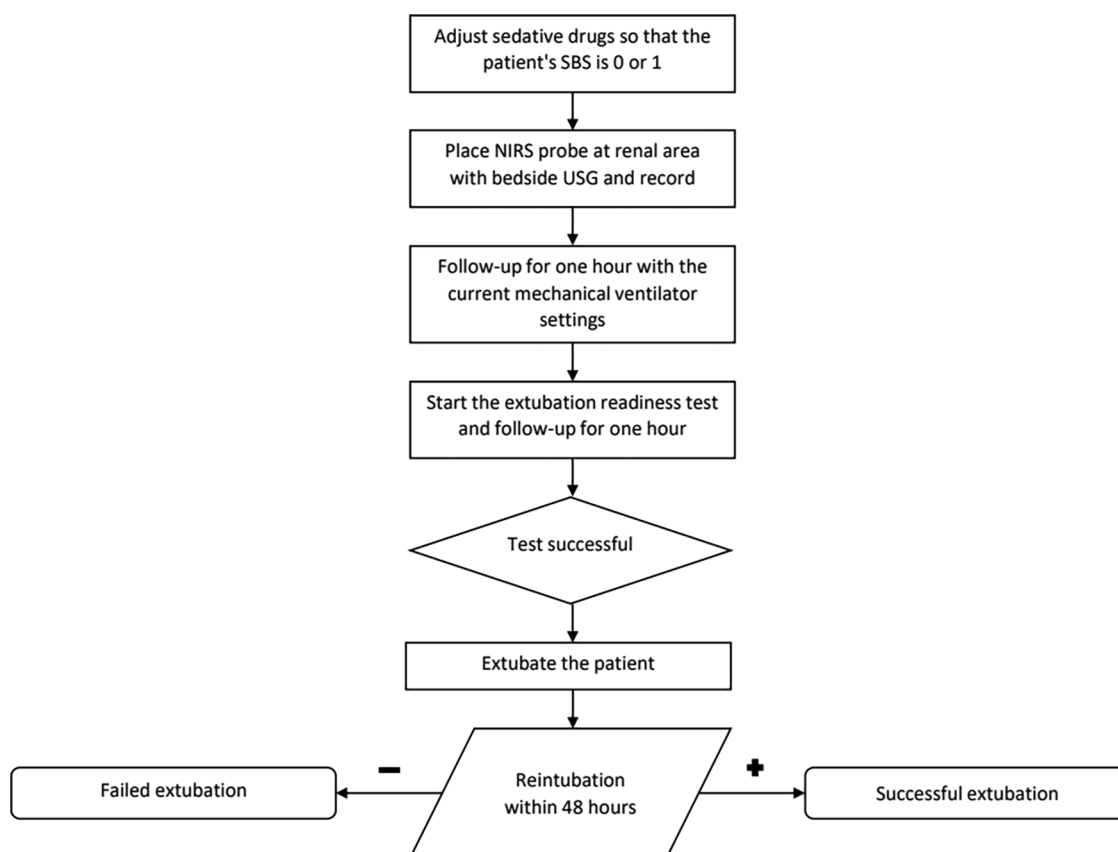 Adjust sedative drugs so that the
patient's SBS is 0 or 1
Place NIRS probe at renal area
with bedside USG and record
Follow-up for one hour with the
current mechanical ventilator
settings
Start the extubation readiness test
and follow-up for one hour
Test successful
Extubate the patient
Failed extubation
-
Reintubation
within 48 hours
+
Successful extubation